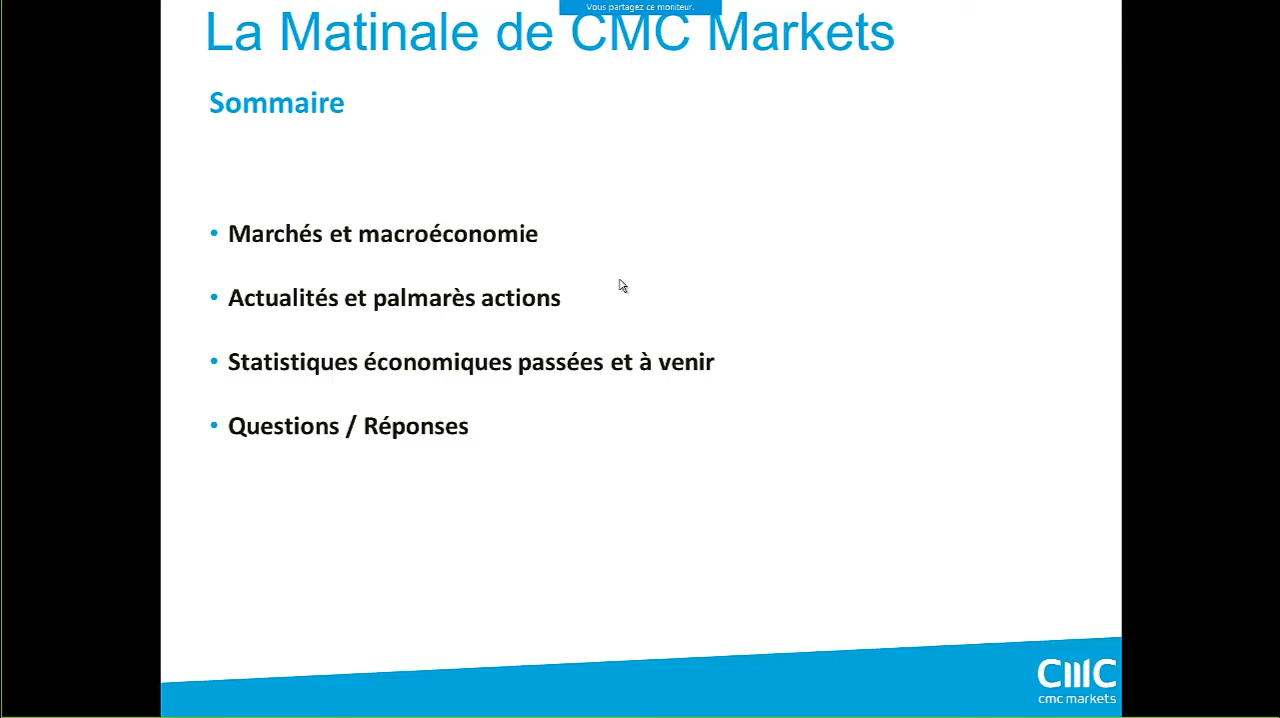 Vous partagez ce moniteur.
La Matinale de CMC Markets
Sommaire
• Marchés et macroéconomie
• Actualités et palmarès actions
• Statistiques économiques passées et à venir
• Questions / Réponses
CMC
cmc markets